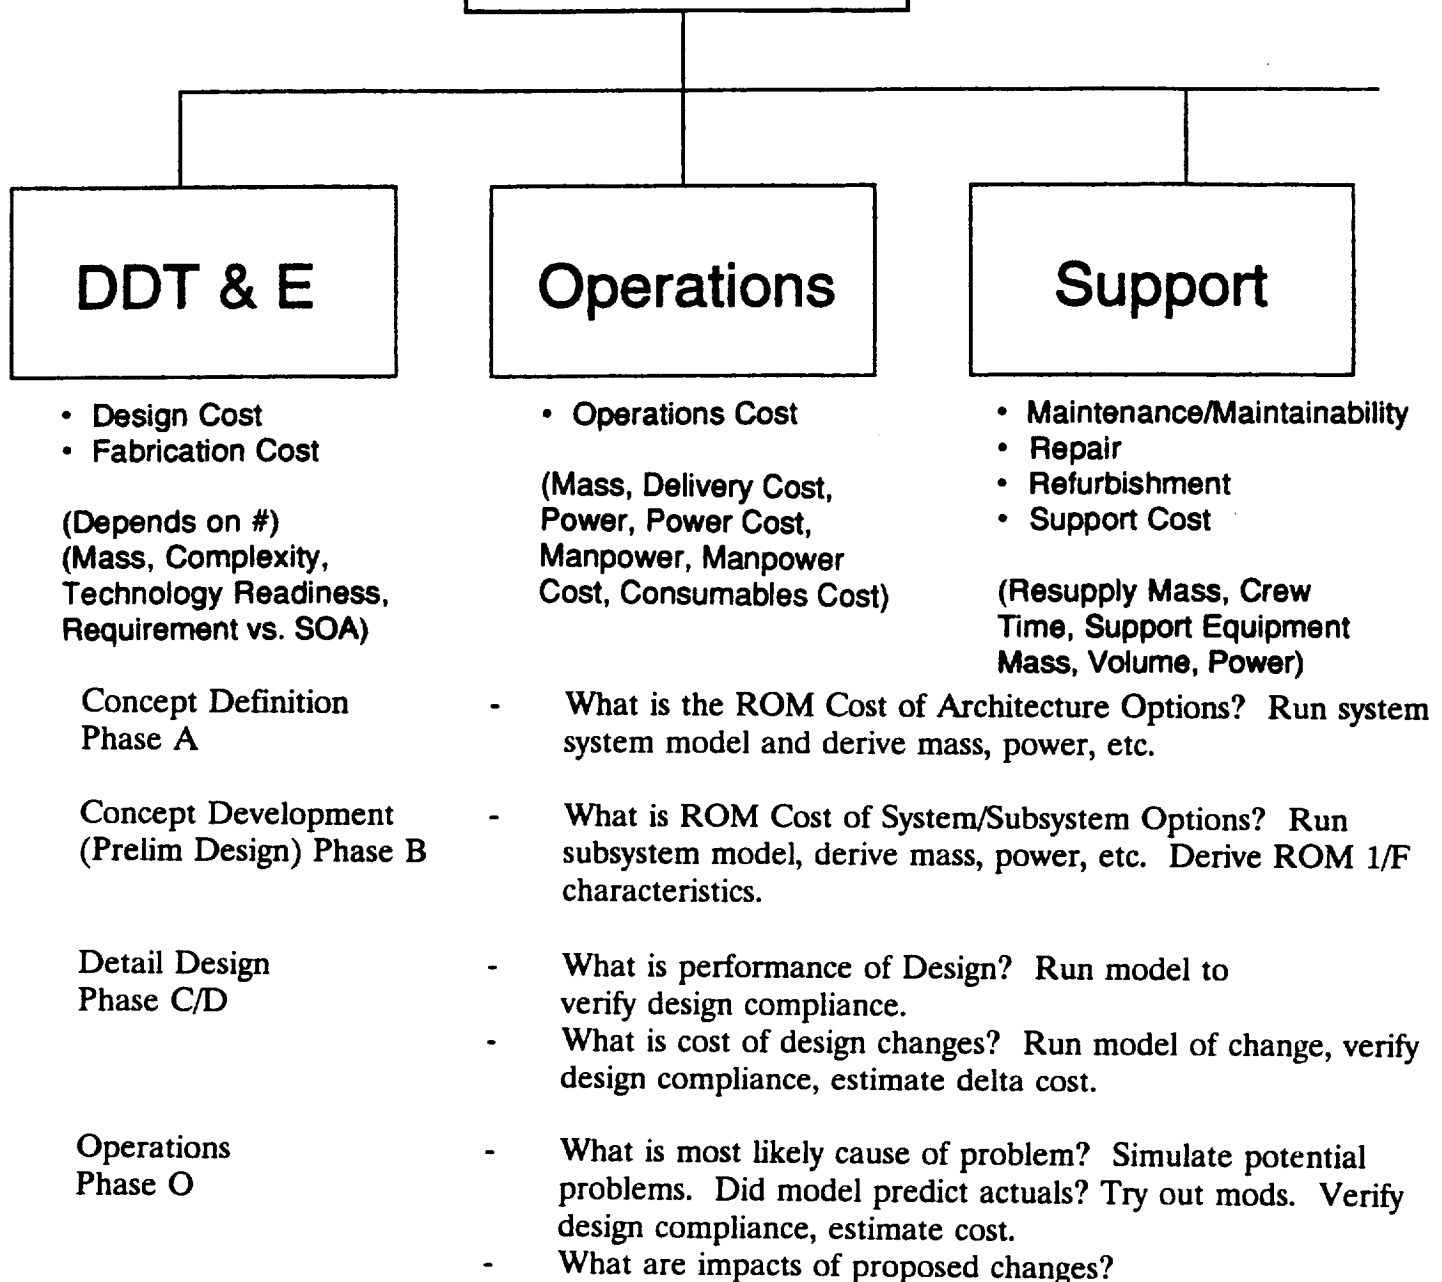 DDT & E
Operations
Support
• Design Cost
• Fabrication Cost
(Depends on #)
(Mass, Complexity,
Technology Readiness,
Requirement vs. SOA)
• Operations Cost
(Mass, Delivery Cost,
Power, Power Cost,
Manpower, Manpower
Cost, Consumables Cost)
• Maintenance/Maintainability
• Repair
• Refurbishment
• Support Cost
(Resupply Mass, Crew
Time, Support Equipment
Mass, Volume, Power)
Concept Definition
Phase A
- What is the ROM Cost of Architecture Options? Run system
system model and derive mass, power, etc.
Concept Development
(Prelim Design) Phase B
- What is ROM Cost of System/Subsystem Options? Run
subsystem model, derive mass, power, etc. Derive ROM 1/F
characteristics.
Detail Design
Phase C/D
- What is performance of Design? Run model to
verify design compliance.
- What is cost of design changes? Run model of change, verify
design compliance, estimate delta cost.
Operations
Phase O
- What is most likely cause of problem? Simulate potential
problems. Did model predict actuals? Try out mods. Verify
design compliance, estimate cost.
- What are impacts of proposed changes?